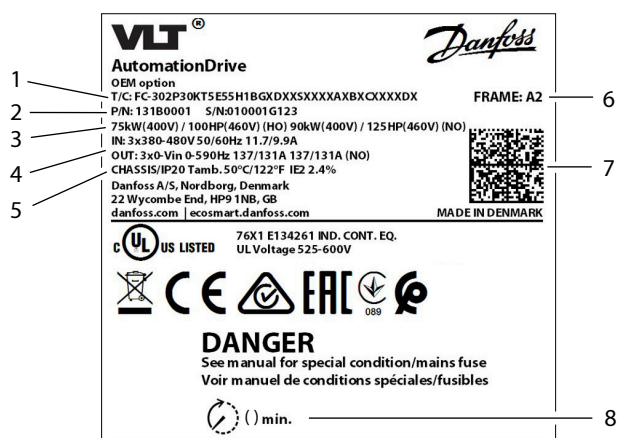 VLT ®
Danfoss
AutomationDrive
OEM option
1
T/C: FC-302P30KT5E55H1BGXDXXSXXXXAXBXCXXXXDX
FRAME: A2
6
2
P/N: 131B0001 S/N:010001G123
3
75kW(400V) / 100HP(460V) (HO) 90kW(400V) / 125HP(460V) (NO)
IN: 3x380-480V 50/60Hz 11.7/9.9A
4
OUT: 3x0-Vin 0-590Hz 137/131A 137/131A (NO)
7
5
CHASSIS/IP20 Tamb.50°C/122°F IE2 2.4%
Danfoss A/S, Nordborg, Denmark
22 Wycombe End, HP9 1NB, GB
danfoss.com | ecosmart.danfoss.com
MADE IN DENMARK
c UL US LISTED
76X1 E134261 IND. CONT. EQ.
UL Voltage 525-600V
CE EAC
089
DANGER
See manual for special condition/mains fuse
Voir manuel de conditions spéciales/fusibles
( ) min.
8